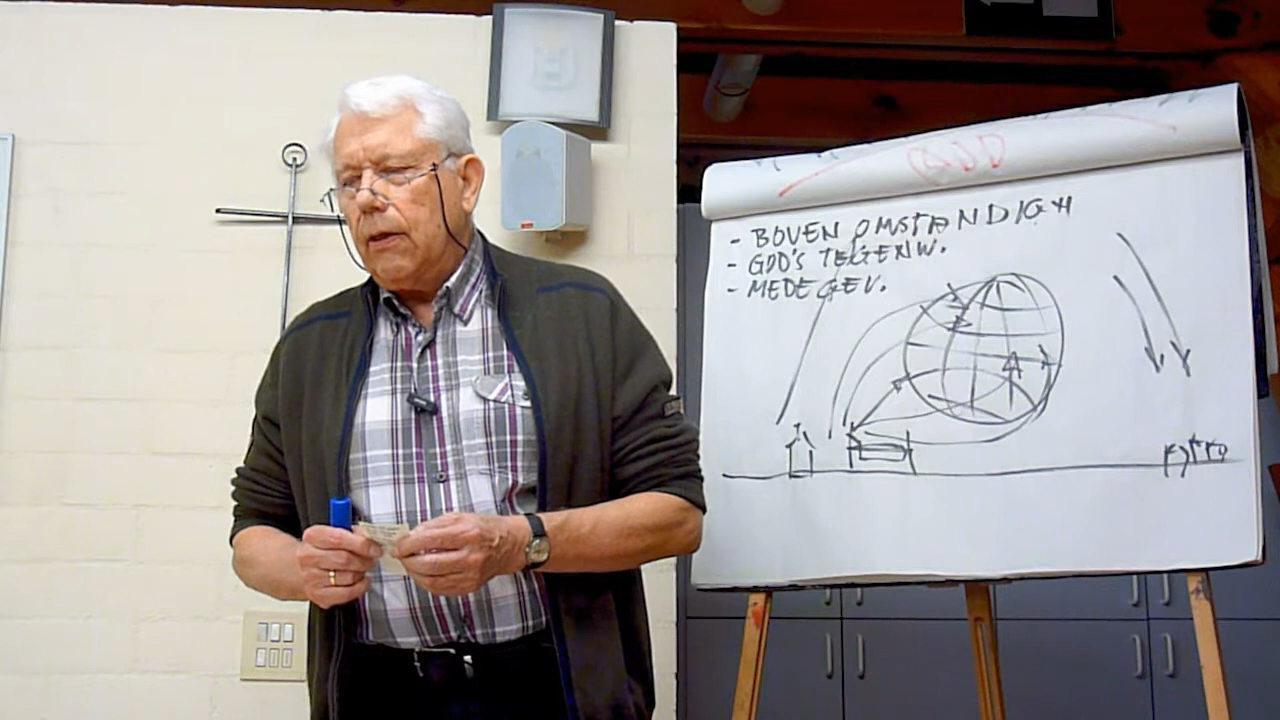 GOD
- BOVEN OMSTANDIGH
- GOD'S TEGENW.
- MEDEGEV.